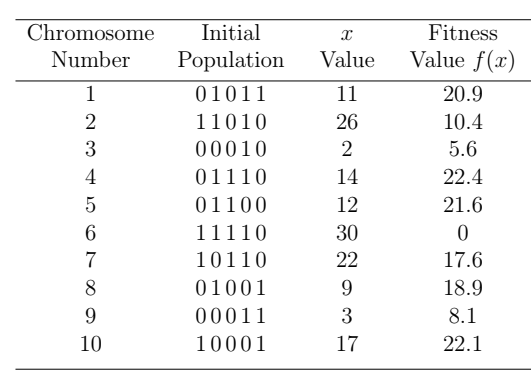 Chromosome Initial x Fitness
Number Population Value Value f(x)
1 0 1 0 1 1 11 20.9
2 1 1 0 1 0 26 10.4
3 0 0 0 1 0 2 5.6
4 0 1 1 1 0 14 22.4
5 0 1 1 0 0 12 21.6
6 1 1 1 1 0 30 0
7 1 0 1 1 0 22 17.6
8 0 1 0 0 1 9 18.9
9 0 0 0 1 1 3 8.1
10 1 0 0 0 1 17 22.1